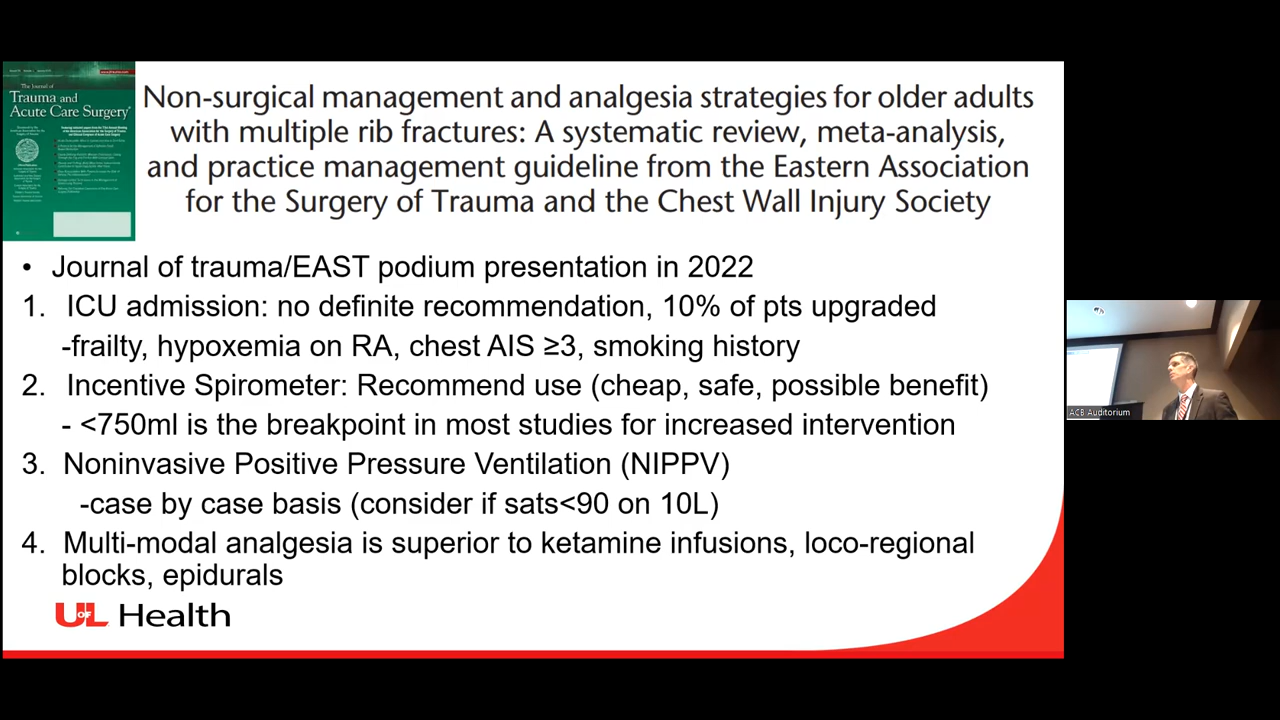 The Journal of
Trauma and
Acute Care Surgery
Non-surgical management and analgesia strategies for older adults
with multiple rib fractures: A systematic review, meta-analysis,
and practice management guideline from the Eastern Association
for the Surgery of Trauma and the Chest Wall Injury Society
• Journal of trauma/EAST podium presentation in 2022
1. ICU admission: no definite recommendation, 10% of pts upgraded
-frailty, hypoxemia on RA, chest AIS ≥3, smoking history
2. Incentive Spirometer: Recommend use (cheap, safe, possible benefit)
- <750ml is the breakpoint in most studies for increased intervention
3. Noninvasive Positive Pressure Ventilation (NIPPV)
-case by case basis (consider if sats<90 on 10L)
4. Multi-modal analgesia is superior to ketamine infusions, loco-regional
blocks, epidurals
UofL Health
ACB Auditorium